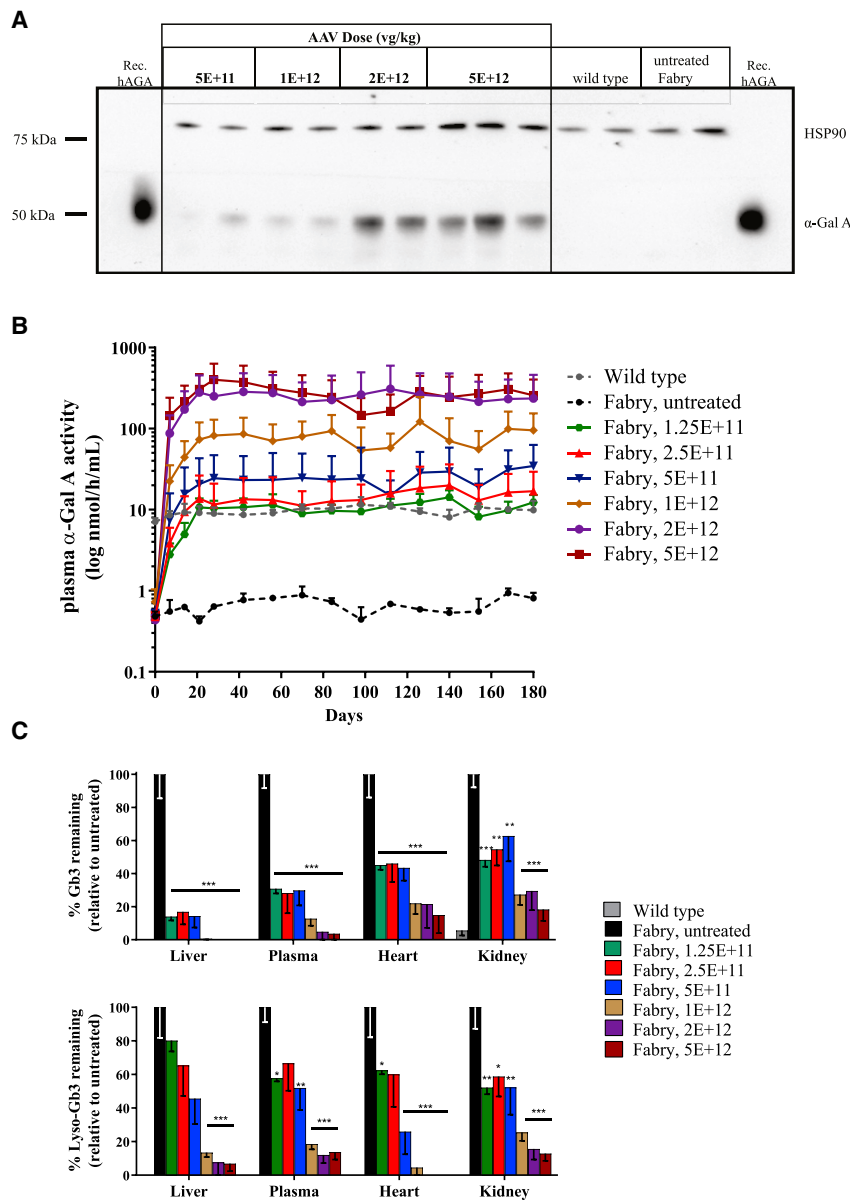 A
AAV Dose (vg/kg)
Rec.
hAGA
5E+11 1E+12 2E+12 5E+12
wild type
untreated
Fabry
Rec.
hAGA
75 kDa
HSP90
50 kDa
α-Gal A
B
plasma α-Gal A activity
(log nmol/h/mL)
1000
100
10
1
0.1
0 20 40 60 80 100 120 140 160 180
Days
Wild type
Fabry, untreated
Fabry, 1.25E+11
Fabry, 2.5E+11
Fabry, 5E+11
Fabry, 1E+12
Fabry, 2E+12
Fabry, 5E+12
C
% Gb3 remaining
(relative to untreated)
100
80
60
40
20
0
*** *** *** *** ** ** ***
Liver Plasma Heart Kidney
% Lyso-Gb3 remaining
(relative to untreated)
100
80
60
40
20
0
*** * ** *** * *** ** * ** ***
Liver Plasma Heart Kidney
Wild type
Fabry, untreated
Fabry, 1.25E+11
Fabry, 2.5E+11
Fabry, 5E+11
Fabry, 1E+12
Fabry, 2E+12
Fabry, 5E+12